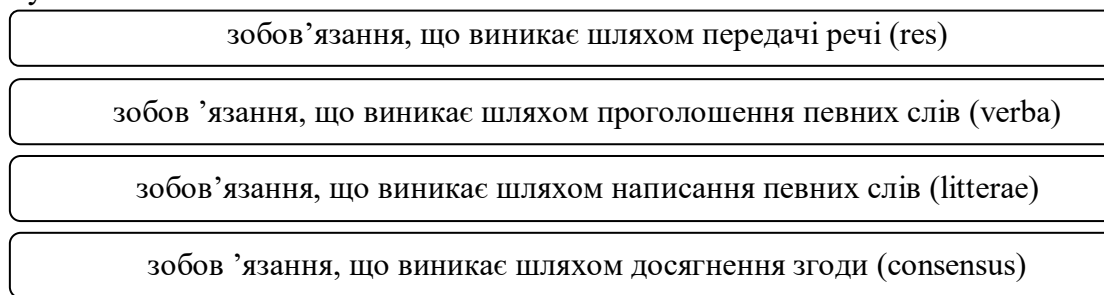 зобов’язання, що виникає шляхом передачі речі (res)
зобов ’язання, що виникає шляхом проголошення певних слів (verba)
зобов’язання, що виникає шляхом написання певних слів (litterae)
зобов ’язання, що виникає шляхом досягнення згоди (consensus)